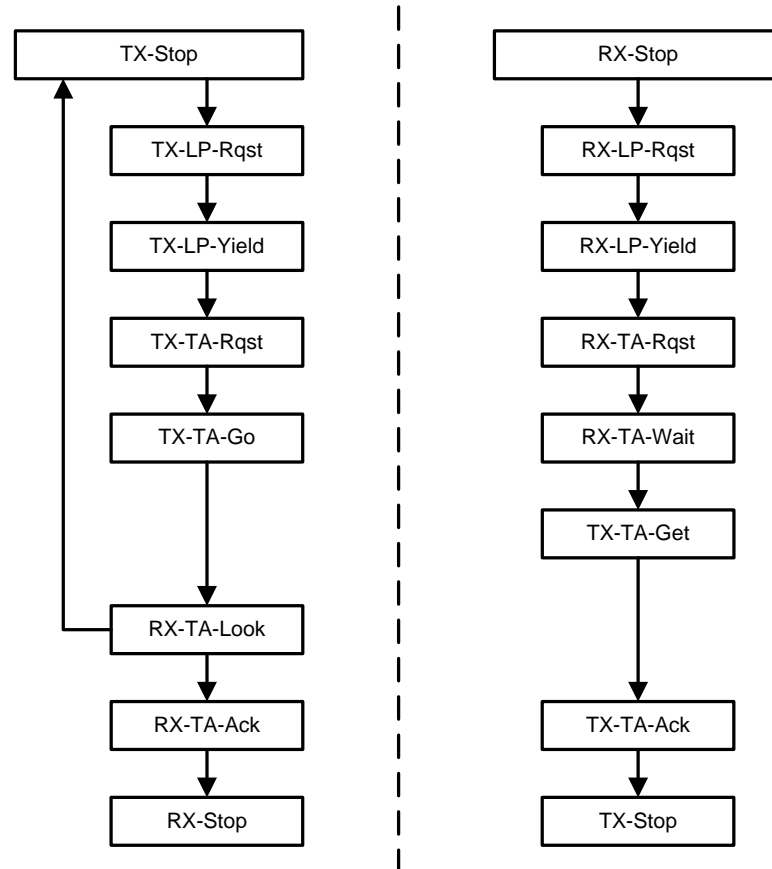 TX-Stop
TX-LP-Rqst
TX-LP-Yield
TX-TA-Rqst
TX-TA-Go
RX-TA-Look
RX-TA-Ack
RX-Stop
RX-Stop
RX-LP-Rqst
RX-LP-Yield
RX-TA-Rqst
RX-TA-Wait
TX-TA-Get
TX-TA-Ack
TX-Stop